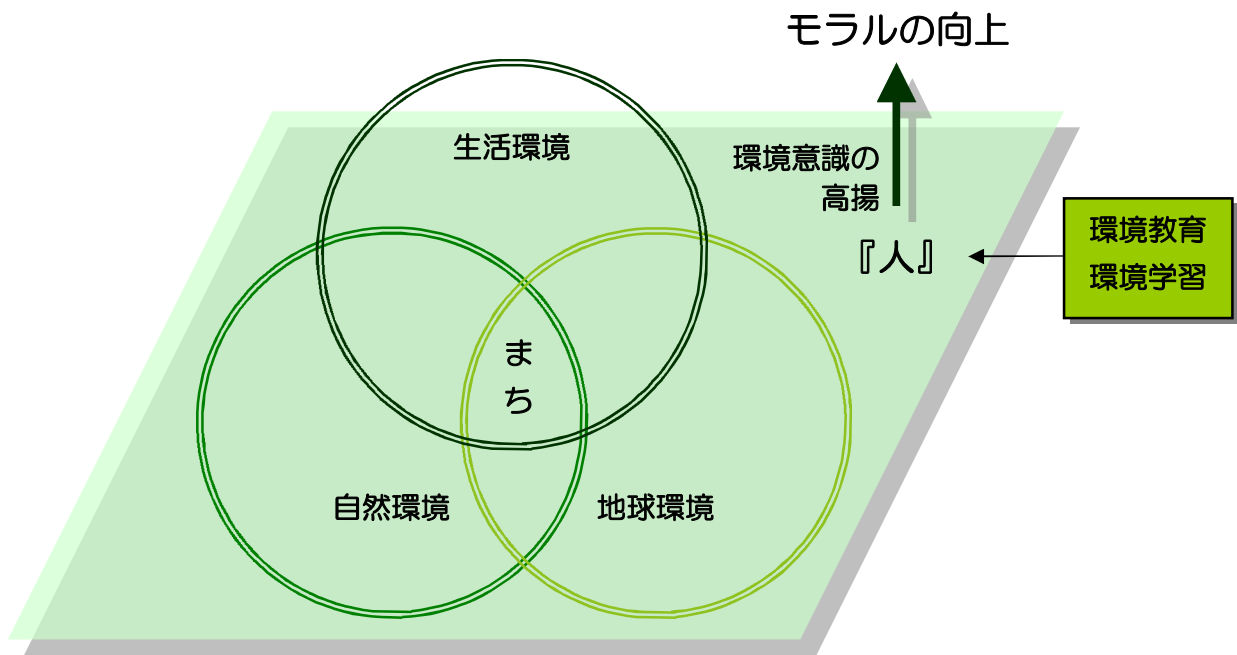 モラルの向上
生活環境
環境意識の
高揚
環境教育
環境学習
『人』
ま
ち
自然環境
地球環境